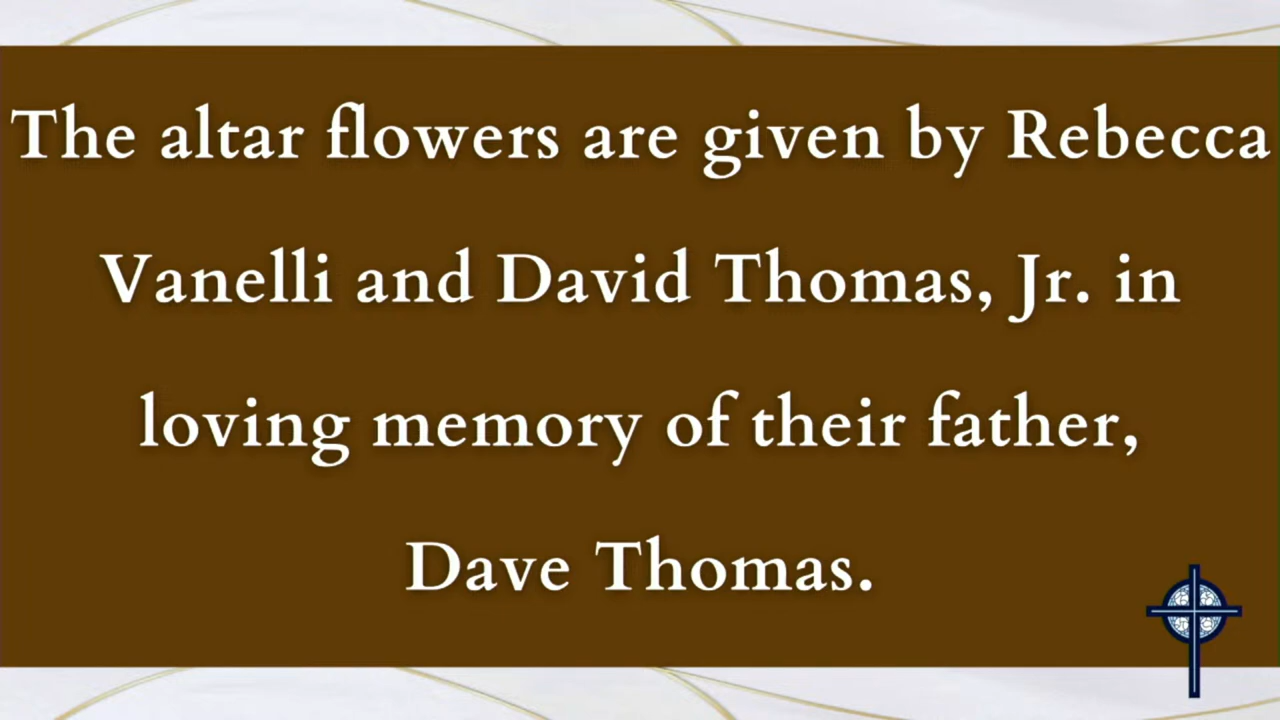 The altar flowers are given by Rebecca
Vanelli and David Thomas, Jr. in
loving memory of their father,
Dave Thomas.